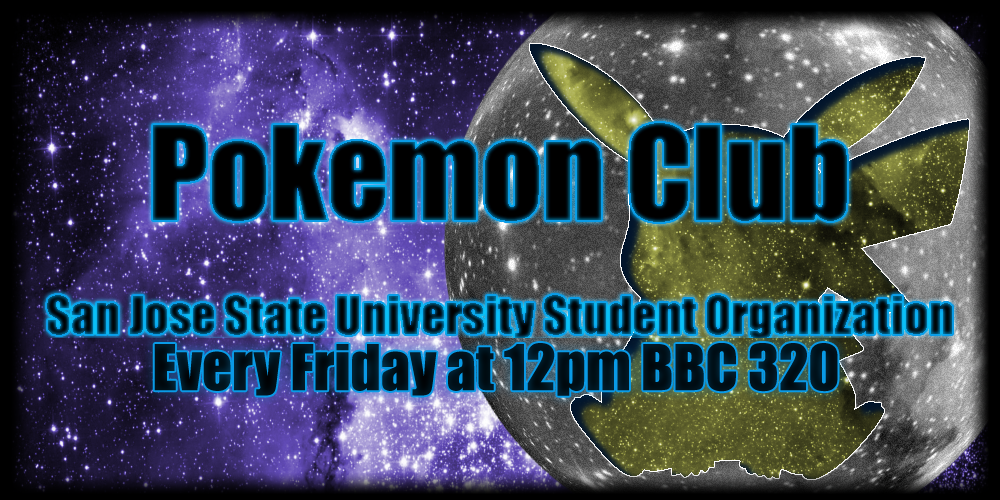 Pokemon Club
San Jose State University Student Organization
Every Friday at 12pm BBC 320